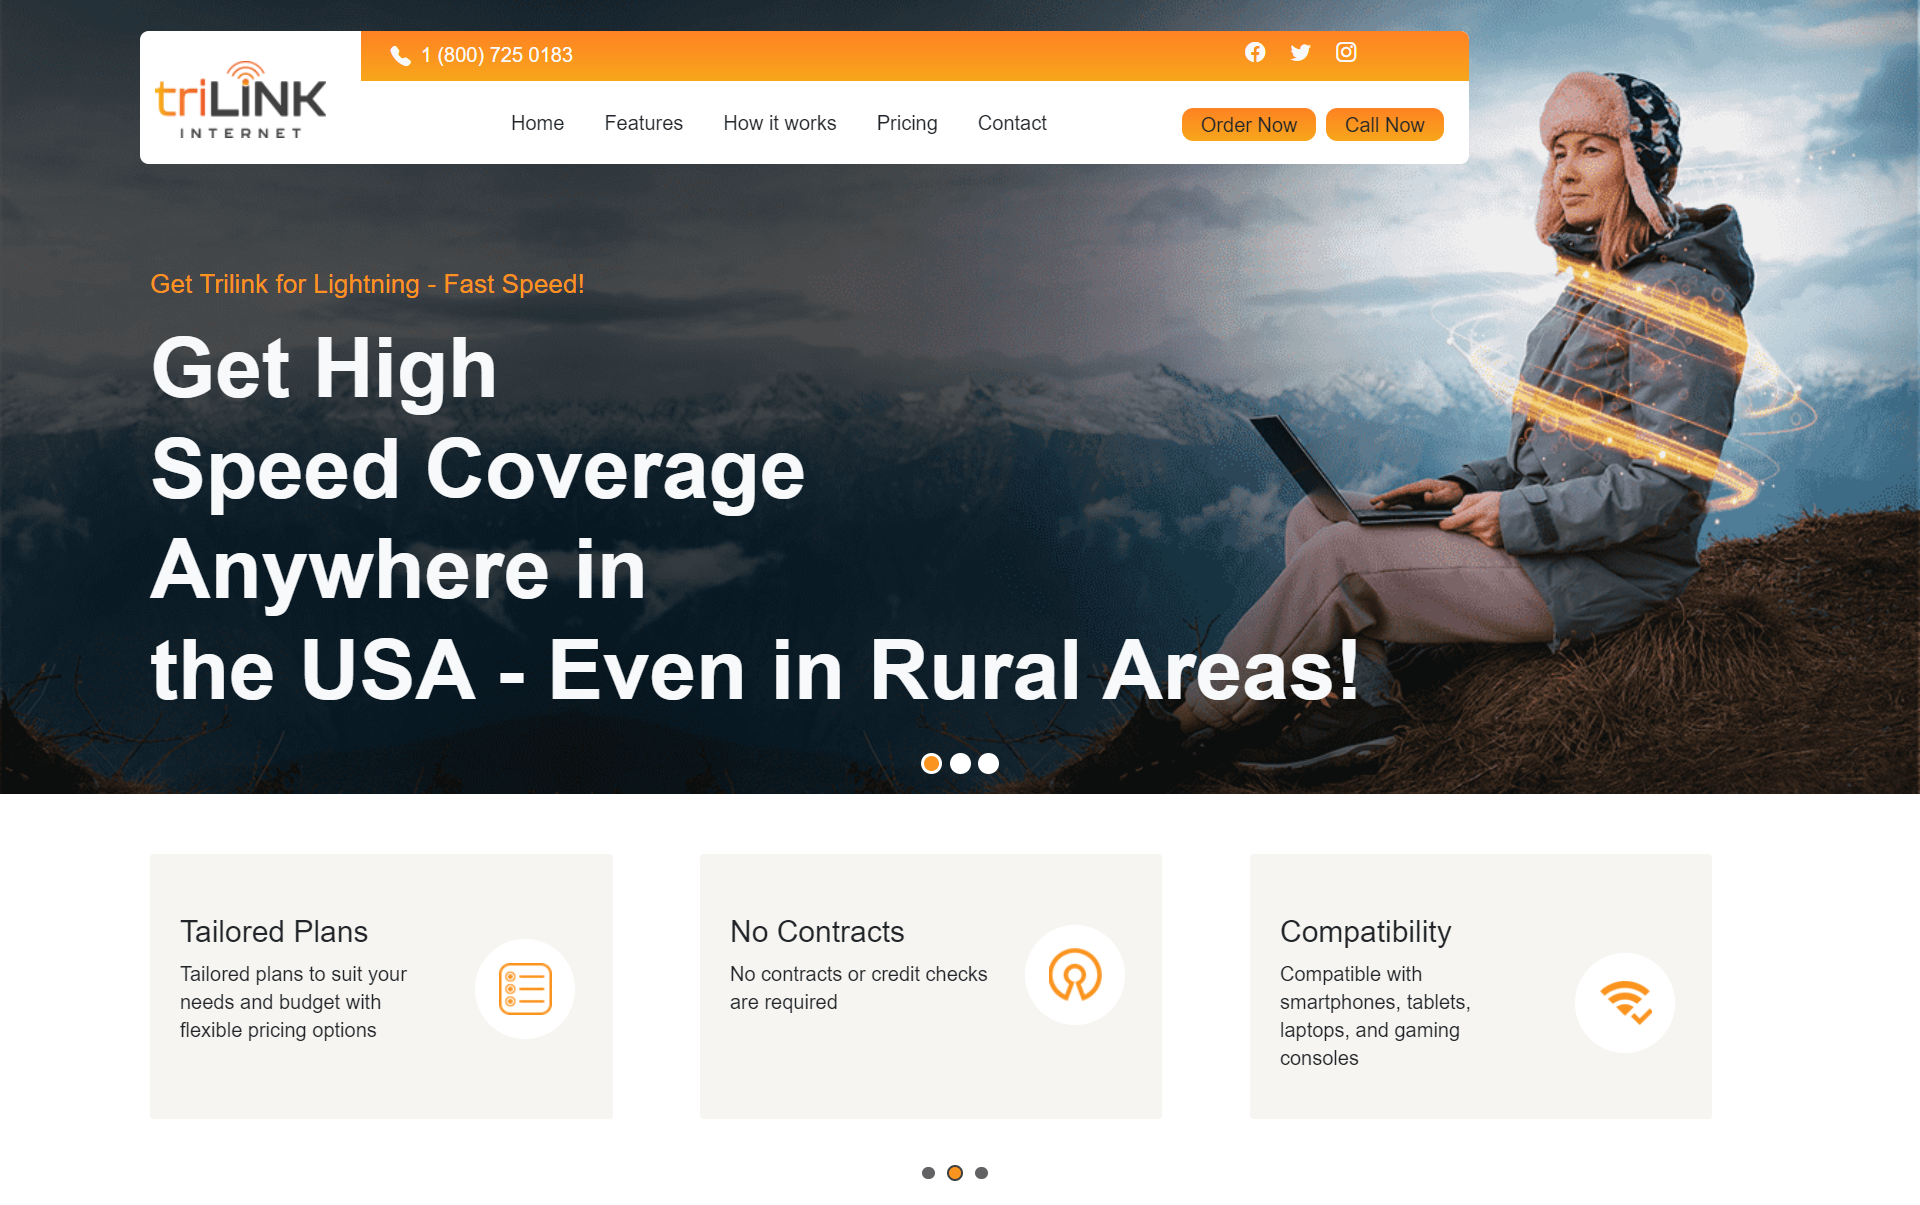 triLINK
INTERNET
1 (800) 725 0183
Home
Features
How it works
Pricing
Contact
Order Now
Call Now
Get Trilink for Lightning - Fast Speed!
Get High
Speed Coverage
Anywhere in
the USA - Even in Rural Areas!
Tailored Plans
Tailored plans to suit your
needs and budget with
flexible pricing options
No Contracts
No contracts or credit checks
are required
Compatibility
Compatible with
smartphones, tablets,
laptops, and gaming
consoles